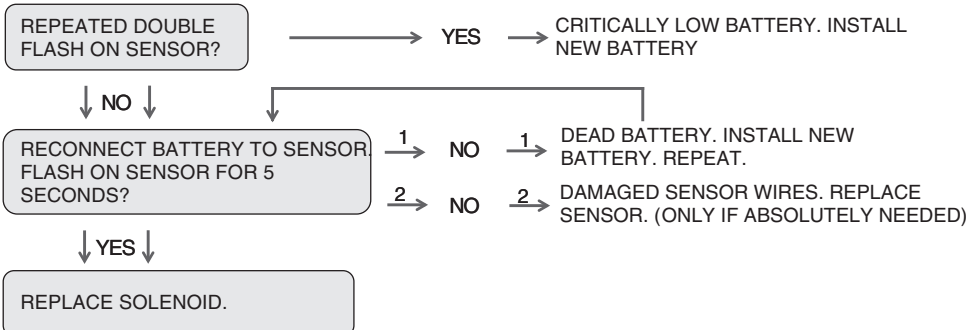 REPEATED DOUBLE
FLASH ON SENSOR?
YES
CRITICALLY LOW BATTERY. INSTALL
NEW BATTERY
NO
RECONNECT BATTERY TO SENSOR.
FLASH ON SENSOR FOR 5
SECONDS?
1
NO
1
DEAD BATTERY. INSTALL NEW
BATTERY. REPEAT.
2
NO
2
DAMAGED SENSOR WIRES. REPLACE
SENSOR. (ONLY IF ABSOLUTELY NEEDED)
YES
REPLACE SOLENOID.